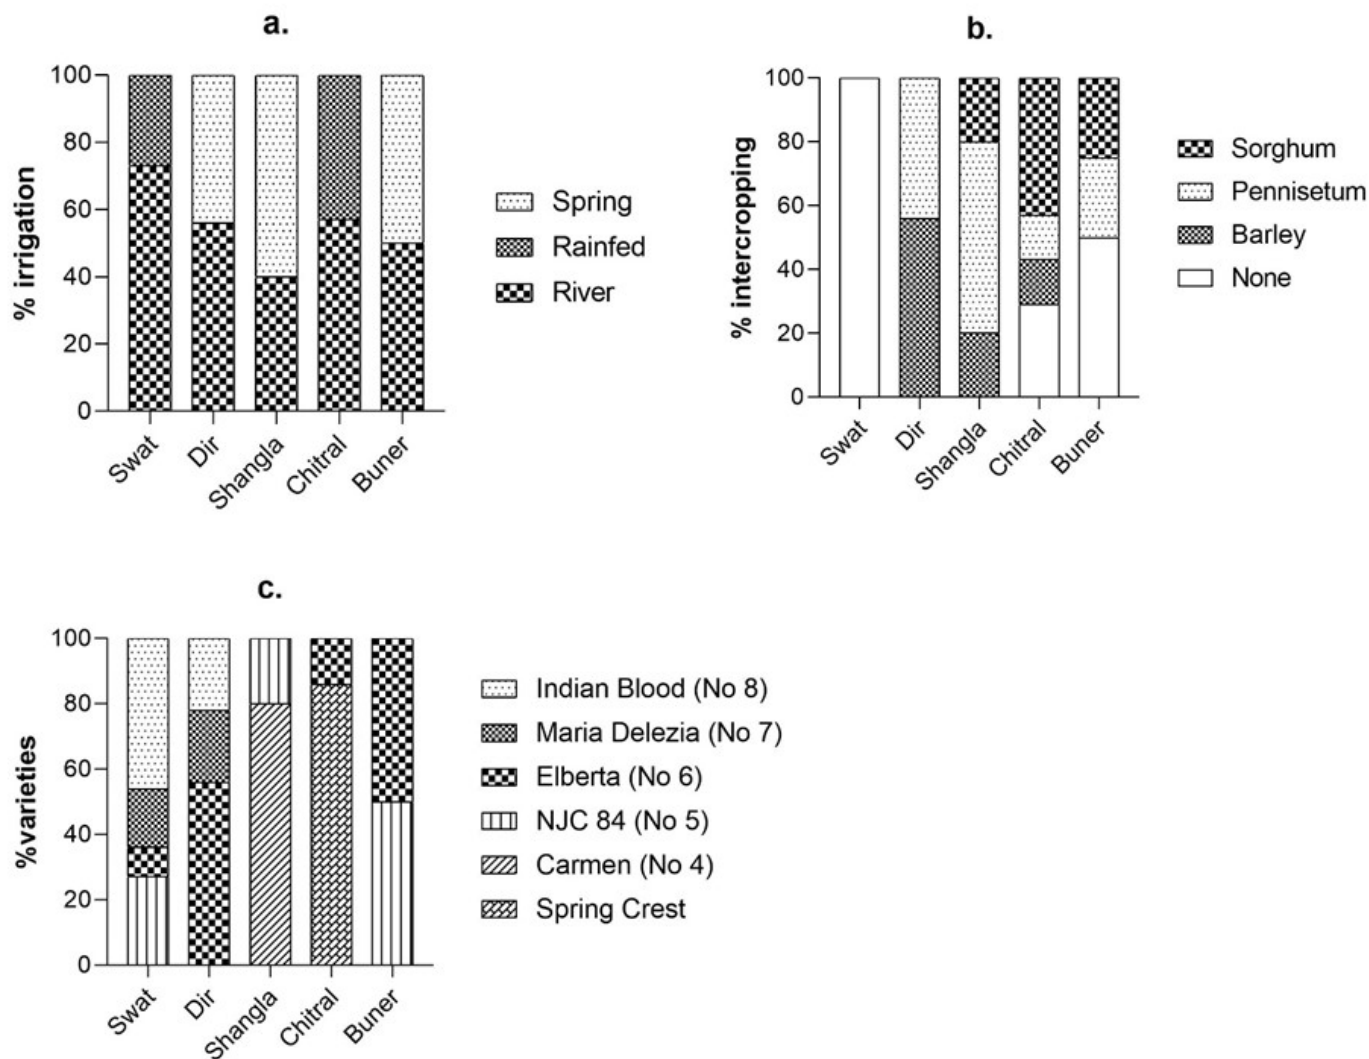 a.
% irrigation
100
80
60
40
20
0
Swat
Dir
Shangla
Chitral
Buner
Spring
Rainfed
River
b.
% intercropping
100
80
60
40
20
0
Swat
Dir
Shangla
Chitral
Buner
Sorghum
Pennisetum
Barley
None
c.
%varieties
100
80
60
40
20
0
Swat
Dir
Shangla
Chitral
Buner
Indian Blood (No 8)
Maria Delezia (No 7)
Elberta (No 6)
NJC 84 (No 5)
Carmen (No 4)
Spring Crest